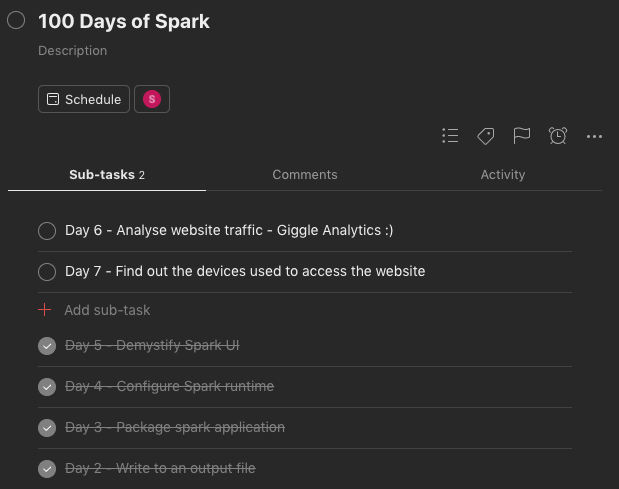 100 Days of Spark
Description
Schedule
S
Sub-tasks 2
Comments
Activity
Day 6 - Analyse website traffic - Giggle Analytics :)
Day 7 - Find out the devices used to access the website
Add sub-task
Day 5 - Demystify Spark UI
Day 4 - Configure Spark runtime
Day 3 - Package spark application
Day 2 - Write to an output file